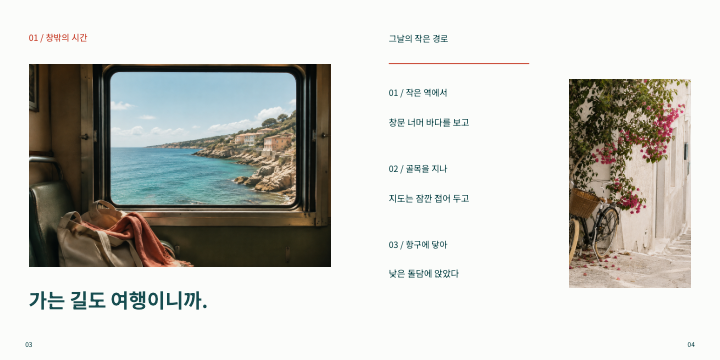 01 / 창밖의 시간
가는 길도 여행이니까.
03
그날의 작은 경로
01 / 작은 역에서
창문 너머 바다를 보고
02 / 골목을 지나
지도는 잠깐 접어 두고
03 / 항구에 닿아
낮은 돌담에 앉았다
04